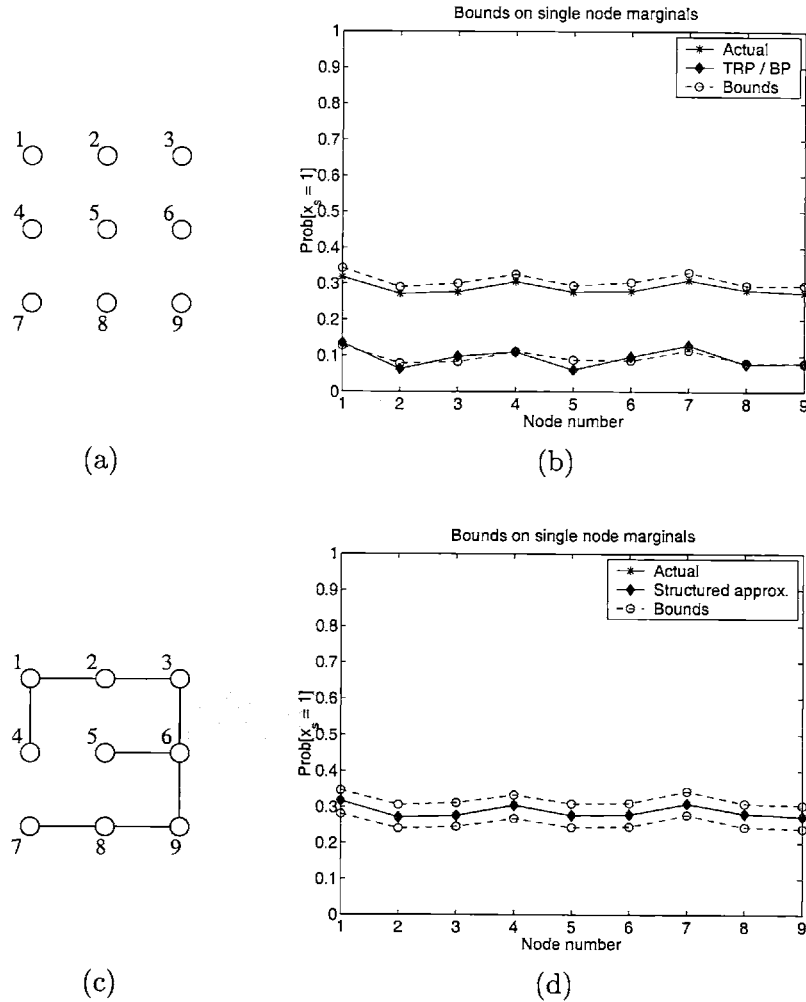 Bounds on single node marginals
1
0.9
0.8
0.7
0.6
0.5
0.4
0.3
0.2
0.1
0
Prob[x_s = 1]
Actual
TRP / BP
Bounds
1 2 3 4 5 6 7 8 9
Node number
1 2 3
4 5 6
7 8 9
(a)
(b)
Bounds on single node marginals
1
0.9
0.8
0.7
0.6
0.5
0.4
0.3
0.2
0.1
0
Prob[x_s = 1]
Actual
Structured approx.
Bounds
1 2 3 4 5 6 7 8 9
Node number
1 2 3
4 5 6
7 8 9
(c)
(d)